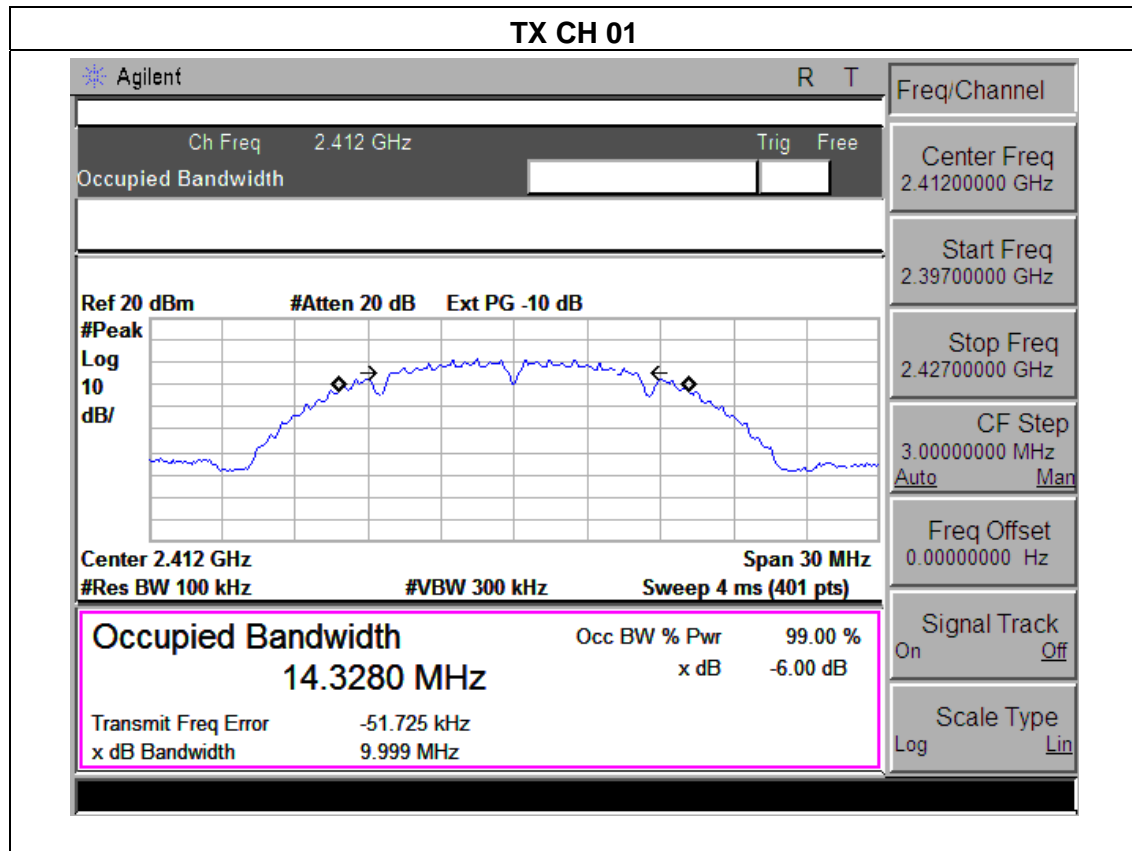 TX CH 01
Agilent R T
Ch Freq 2.412 GHz Trig Free
Occupied Bandwidth
Ref 20 dBm #Atten 20 dB Ext PG -10 dB
#Peak
Log
10
dB/
Center 2.412 GHz Span 30 MHz
#Res BW 100 kHz #VBW 300 kHz Sweep 4 ms (401 pts)
Occupied Bandwidth Occ BW % Pwr 99.00 %
14.3280 MHz x dB -6.00 dB
Transmit Freq Error -51.725 kHz
x dB Bandwidth 9.999 MHz
Freq/Channel
Center Freq
2.41200000 GHz
Start Freq
2.39700000 GHz
Stop Freq
2.42700000 GHz
CF Step
3.00000000 MHz
Auto Man
Freq Offset
0.00000000 Hz
Signal Track
On Off
Scale Type
Log Lin